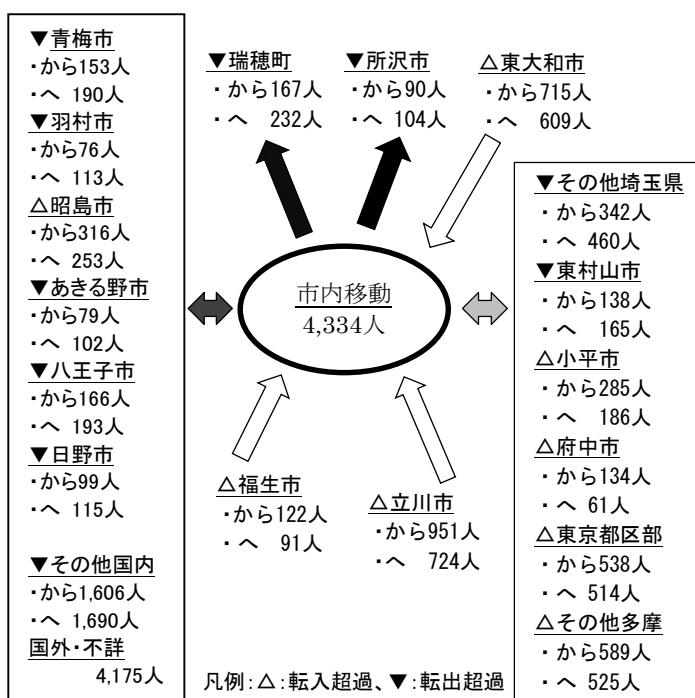 ▼青梅市
・から153人
・へ 190人
▼羽村市
・から76人
・へ 113人
△昭島市
・から316人
・へ 253人
▼あきる野市
・から79人
・へ 102人
▼八王子市
・から166人
・へ 193人
▼日野市
・から99人
・へ 115人
▼その他国内
・から1,606人
・へ 1,690人
国外・不詳
4,175人
▼瑞穂町
・から167人
・へ 232人
▼所沢市
・から90人
・へ 104人
△東大和市
・から715人
・へ 609人
市内移動
4,334人
△福生市
・から122人
・へ 91人
△立川市
・から951人
・へ 724人
▼その他埼玉県
・から342人
・へ 460人
▼東村山市
・から138人
・へ 165人
△小平市
・から285人
・へ 186人
△府中市
・から134人
・へ 61人
△東京都区部
・から538人
・へ 514人
△その他多摩
・から589人
・へ 525人
凡例:△:転入超過、▼:転出超過